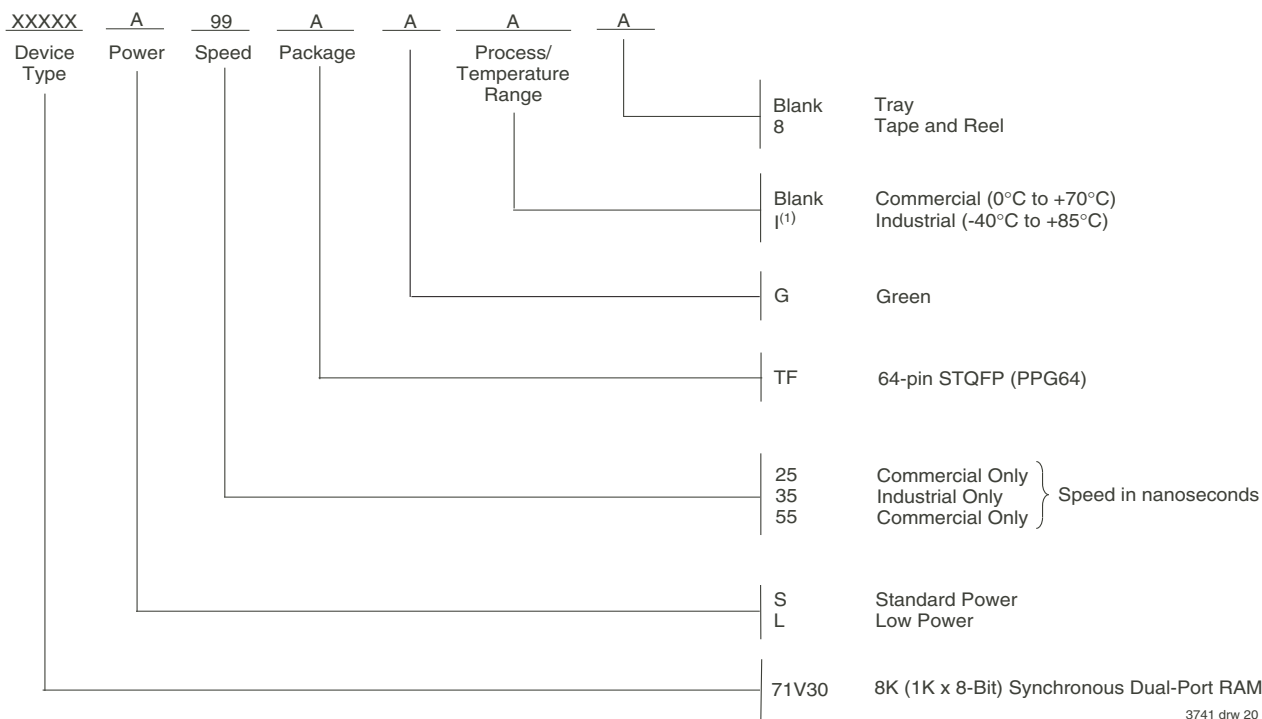 XXXXX A 99 A A A A
Device Type Power Speed Package Process/ Temperature Range
Blank Tray
8 Tape and Reel
Blank Commercial (0°C to +70°C)
I(1) Industrial (-40°C to +85°C)
G Green
TF 64-pin STQFP (PPG64)
25 Commercial Only
35 Industrial Only Speed in nanoseconds
55 Commercial Only
S Standard Power
L Low Power
71V30 8K (1K x 8-Bit) Synchronous Dual-Port RAM
3741 drw 20